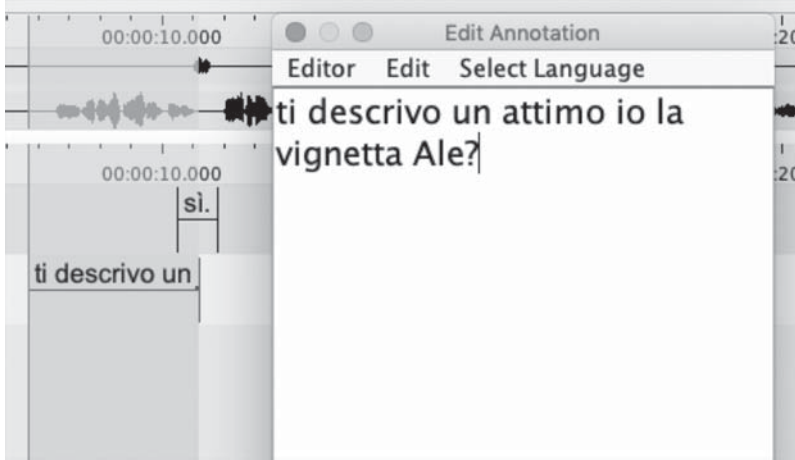 00:00:10.000
Edit Annotation
Editor Edit Select Language
ti descrivo un attimo io la
vignetta Ale?
00:00:10.000
sì.
ti descrivo un